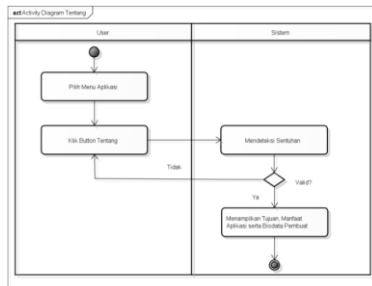 act Activity Diagram Tentang
User
Sistem
Pilih Menu Aplikasi
Klik Button Tentang
Mendeteksi Sentuhan
Tidak
Valid?
Ya
Menampilkan Tujuan, Manfaat
Aplikasi serta Biodata Pembuat